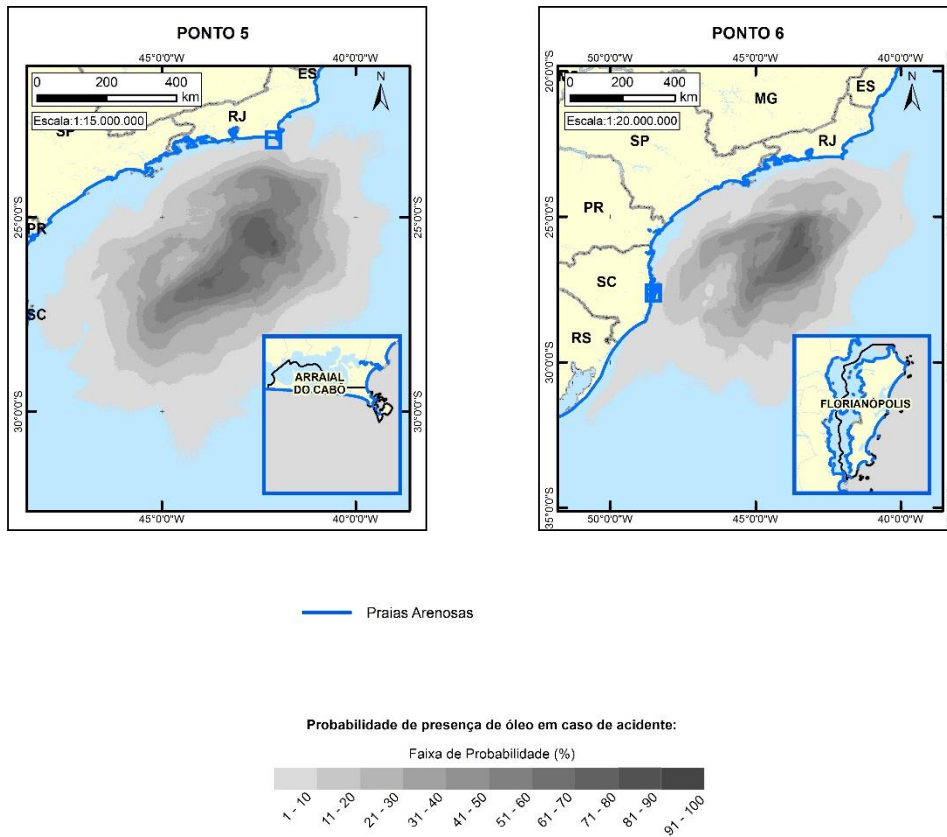 PONTO 5
45°0'0"W
40°0'0"W
0 200 400
km
Escala:1:15.000.000
N
ES
RJ
SP
PR
SC
25°0'0"S
25°0'0"S
30°0'0"S
30°0'0"S
ARRAIAL
DO CABO
45°0'0"W
40°0'0"W
PONTO 6
50°0'0"W
45°0'0"W
40°0'0"W
20°0'0"S
0 200 400
km
Escala:1:20.000.000
N
MG
ES
RJ
SP
PR
SC
RS
25°0'0"S
25°0'0"S
30°0'0"S
30°0'0"S
35°0'0"S
FLORIANÓPOLIS
50°0'0"W
45°0'0"W
40°0'0"W
Praias Arenosas
Probabilidade de presença de óleo em caso de acidente:
Faixa de Probabilidade (%)
1 - 10
11 - 20
21 - 30
31 - 40
41 - 50
51 - 60
61 - 70
71 - 80
81 - 90
91 - 100